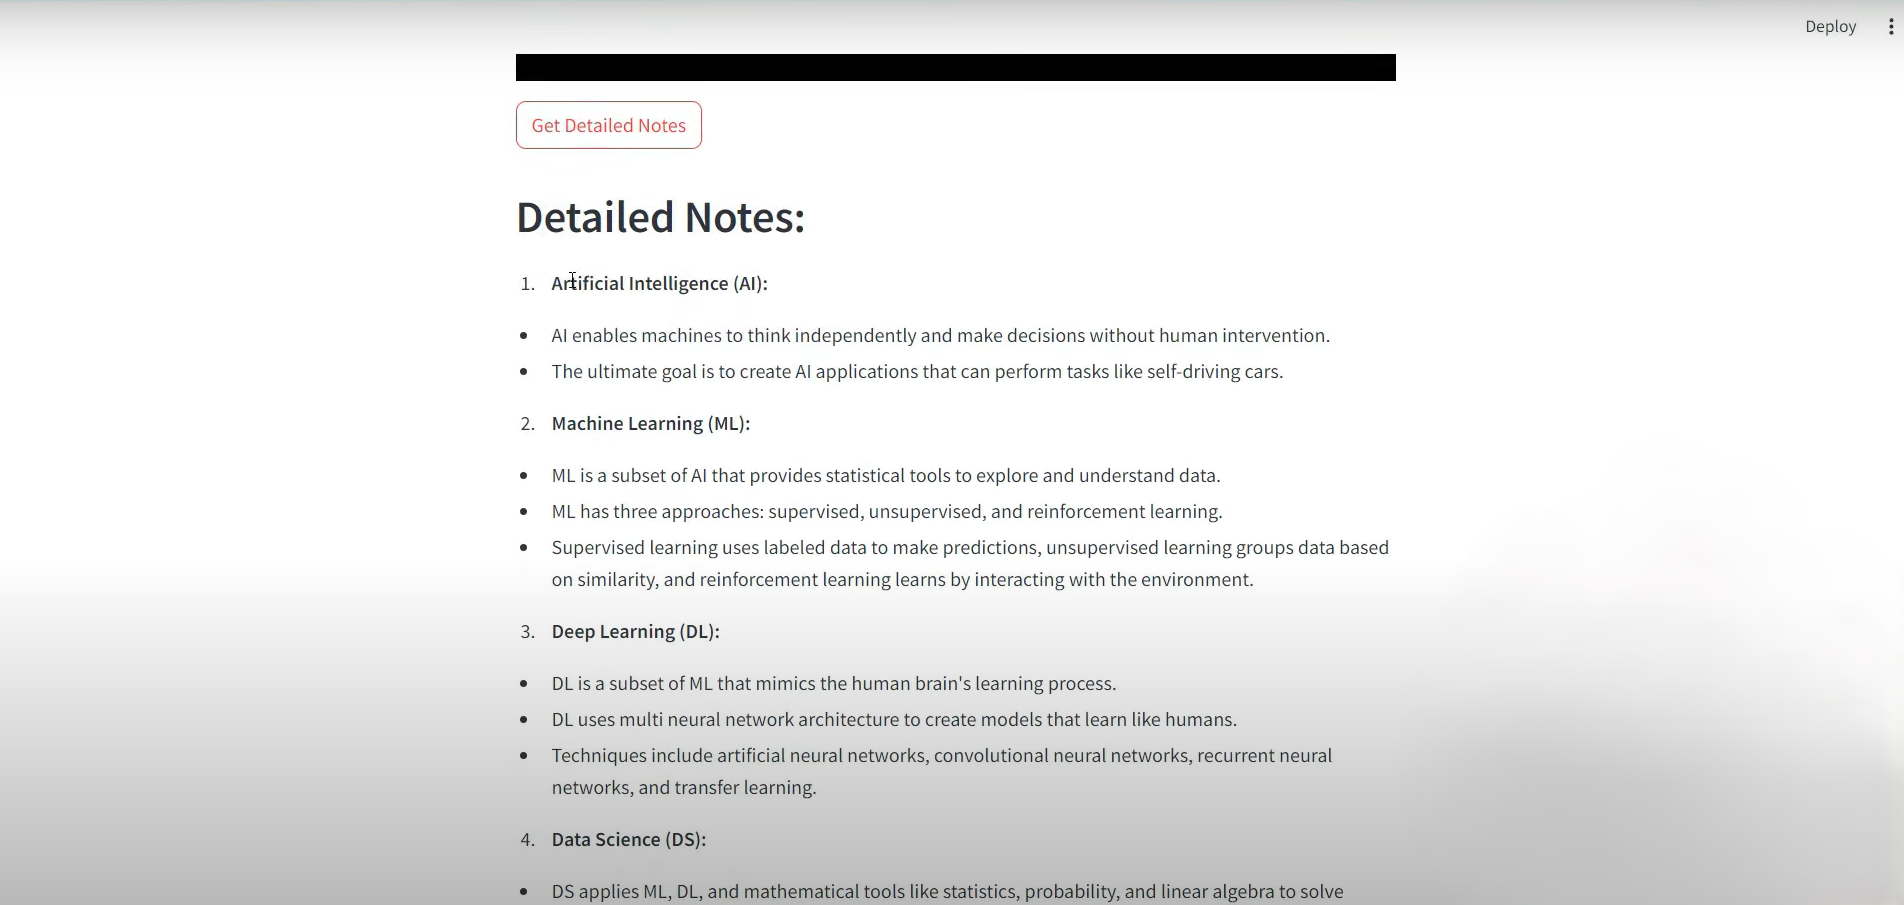 Deploy
Get Detailed Notes
Detailed Notes:
1. Artificial Intelligence (AI):
• AI enables machines to think independently and make decisions without human intervention.
• The ultimate goal is to create AI applications that can perform tasks like self-driving cars.
2. Machine Learning (ML):
• ML is a subset of AI that provides statistical tools to explore and understand data.
• ML has three approaches: supervised, unsupervised, and reinforcement learning.
• Supervised learning uses labeled data to make predictions, unsupervised learning groups data based
on similarity, and reinforcement learning learns by interacting with the environment.
3. Deep Learning (DL):
• DL is a subset of ML that mimics the human brain's learning process.
• DL uses multi neural network architecture to create models that learn like humans.
• Techniques include artificial neural networks, convolutional neural networks, recurrent neural
networks, and transfer learning.
4. Data Science (DS):
• DS applies ML, DL, and mathematical tools like statistics, probability, and linear algebra to solve